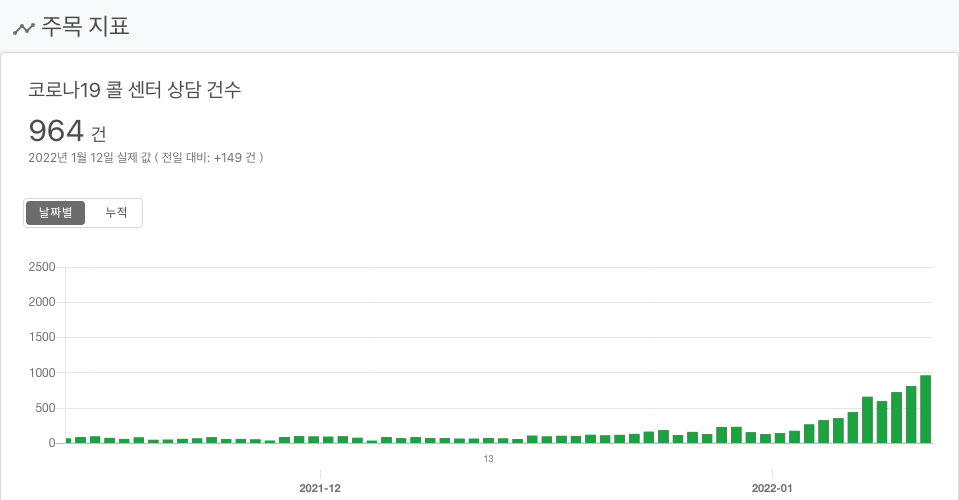 주목 지표
코로나19 콜 센터 상담 건수
964 건
2022년 1월 12일 실제 값 ( 전일 대비: +149 건 )
날짜별 누적
2500
2000
1500
1000
500
0
13
2021-12 2022-01